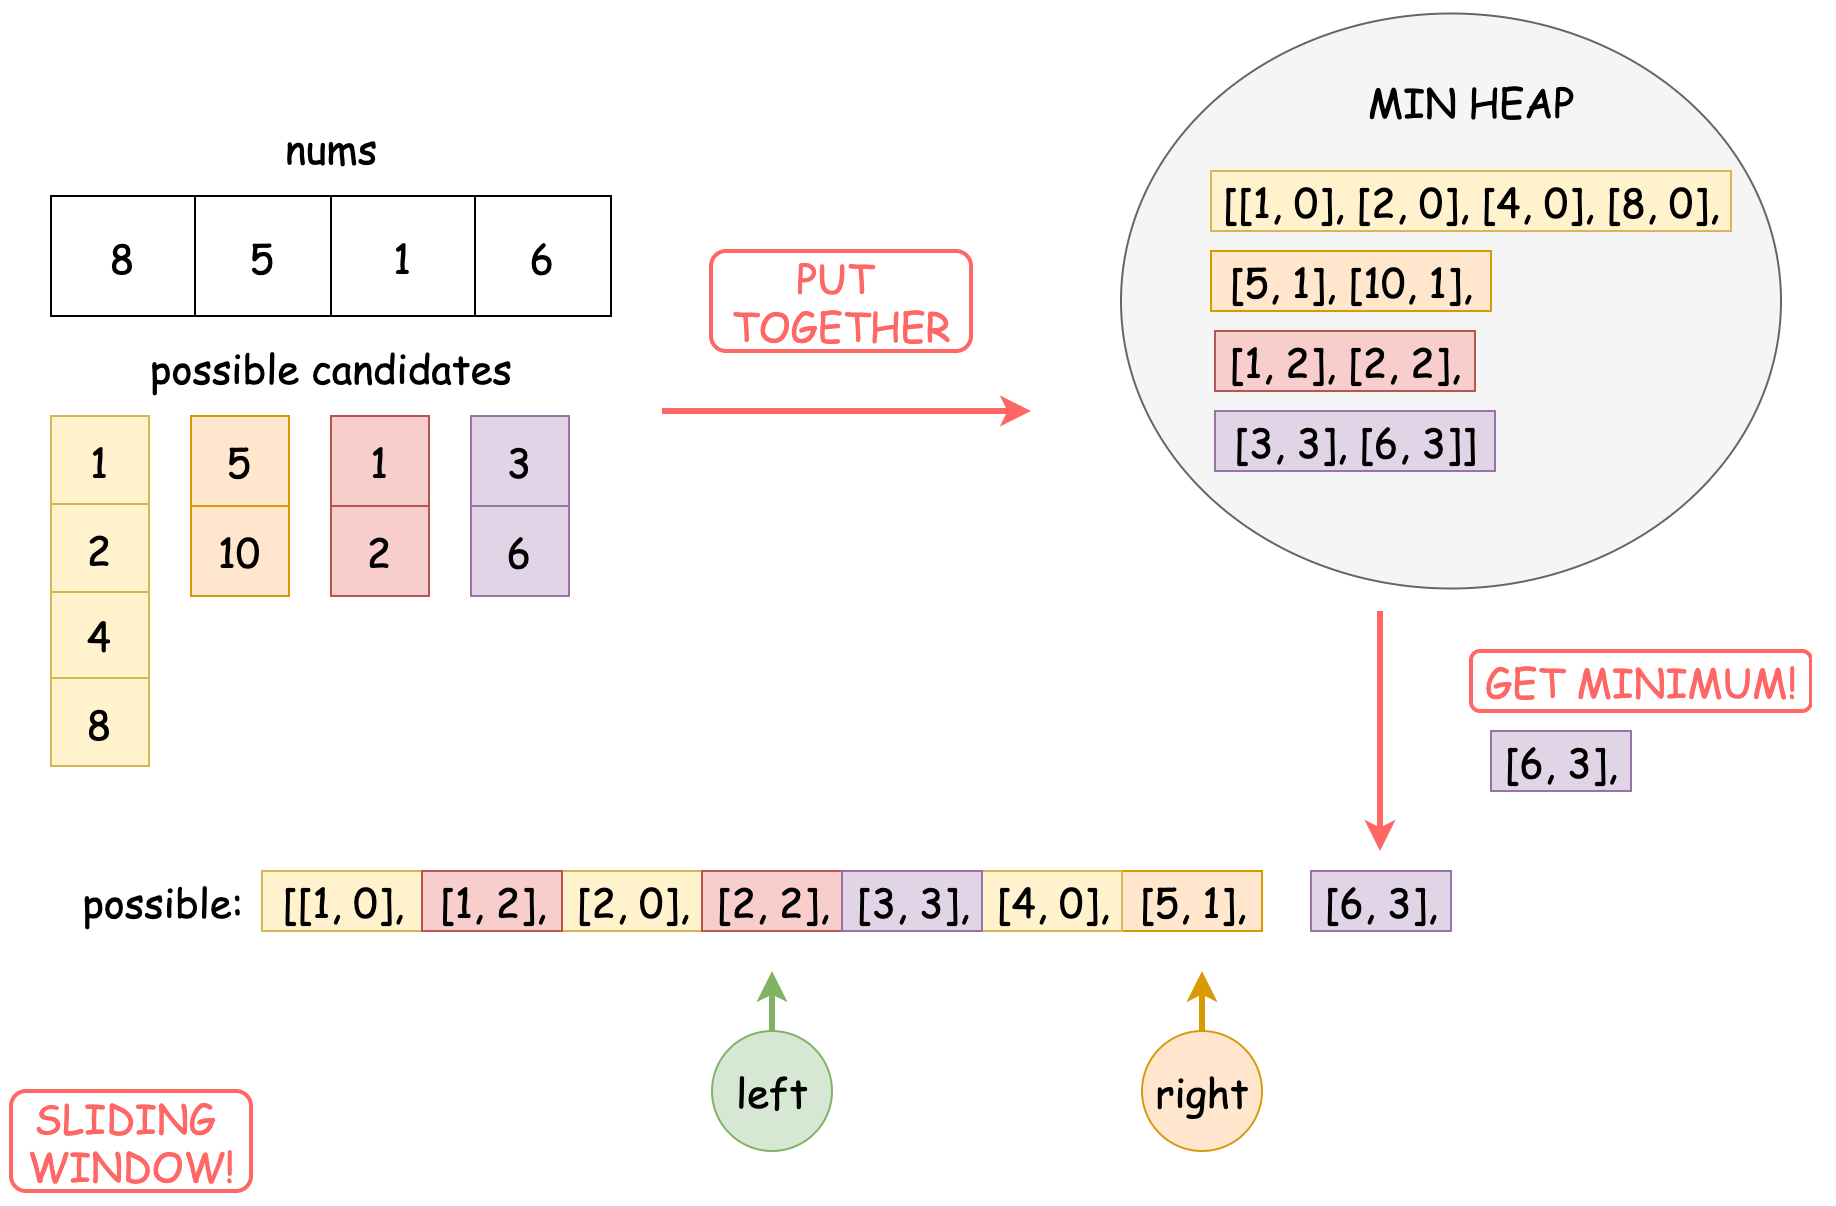 nums
8 5 1 6
possible candidates
1 5 1 3
2 10 2 6
4
8
PUT
TOGETHER
MIN HEAP
[[1, 0], [2, 0], [4, 0], [8, 0],
[5, 1], [10, 1],
[1, 2], [2, 2],
[3, 3], [6, 3]]
GET MINIMUM!
[6, 3],
possible: [[1, 0], [1, 2], [2, 0], [2, 2], [3, 3], [4, 0], [5, 1], [6, 3],
left right
SLIDING
WINDOW!